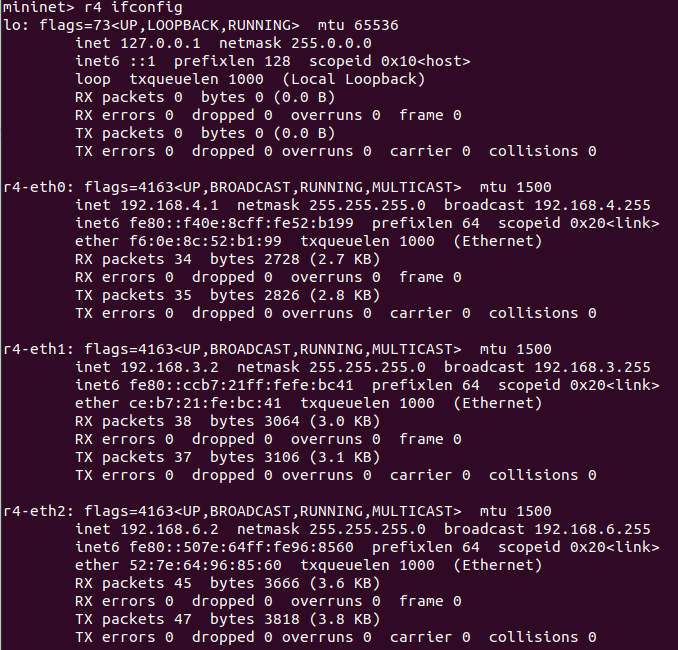 mininet> r4 ifconfig
lo: flags=73<UP,LOOPBACK,RUNNING>  mtu 65536
        inet 127.0.0.1  netmask 255.0.0.0
        inet6 ::1  prefixlen 128  scopeid 0x10<host>
        loop  txqueuelen 1000  (Local Loopback)
        RX packets 0  bytes 0 (0.0 B)
        RX errors 0  dropped 0  overruns 0  frame 0
        TX packets 0  bytes 0 (0.0 B)
        TX errors 0  dropped 0 overruns 0  carrier 0  collisions 0

r4-eth0: flags=4163<UP,BROADCAST,RUNNING,MULTICAST>  mtu 1500
        inet 192.168.4.1  netmask 255.255.255.0  broadcast 192.168.4.255
        inet6 fe80::f40e:8cff:fe52:b199  prefixlen 64  scopeid 0x20<link>
        ether f6:0e:8c:52:b1:99  txqueuelen 1000  (Ethernet)
        RX packets 34  bytes 2728 (2.7 KB)
        RX errors 0  dropped 0  overruns 0  frame 0
        TX packets 35  bytes 2826 (2.8 KB)
        TX errors 0  dropped 0 overruns 0  carrier 0  collisions 0

r4-eth1: flags=4163<UP,BROADCAST,RUNNING,MULTICAST>  mtu 1500
        inet 192.168.3.2  netmask 255.255.255.0  broadcast 192.168.3.255
        inet6 fe80::ccb7:21ff:fefe:bc41  prefixlen 64  scopeid 0x20<link>
        ether ce:b7:21:fe:bc:41  txqueuelen 1000  (Ethernet)
        RX packets 38  bytes 3064 (3.0 KB)
        RX errors 0  dropped 0  overruns 0  frame 0
        TX packets 37  bytes 3106 (3.1 KB)
        TX errors 0  dropped 0 overruns 0  carrier 0  collisions 0

r4-eth2: flags=4163<UP,BROADCAST,RUNNING,MULTICAST>  mtu 1500
        inet 192.168.6.2  netmask 255.255.255.0  broadcast 192.168.6.255
        inet6 fe80::507e:64ff:fe96:8560  prefixlen 64  scopeid 0x20<link>
        ether 52:7e:64:96:85:60  txqueuelen 1000  (Ethernet)
        RX packets 45  bytes 3666 (3.6 KB)
        RX errors 0  dropped 0  overruns 0  frame 0
        TX packets 47  bytes 3818 (3.8 KB)
        TX errors 0  dropped 0 overruns 0  carrier 0  collisions 0